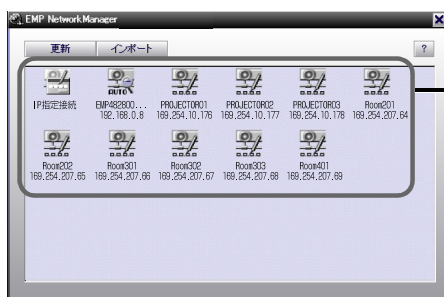 EMP NetworkManager
更新 インポート ?
IP指定接続 EMP482800... PROJECTOR01 PROJECTOR02 PROJECTOR03 Room201
192.168.0.8 169.254.10.176 169.254.10.177 169.254.10.178 169.254.207.64
Room202 Room301 Room302 Room303 Room401
169.254.207.65 169.254.207.66 169.254.207.67 169.254.207.68 169.254.207.69